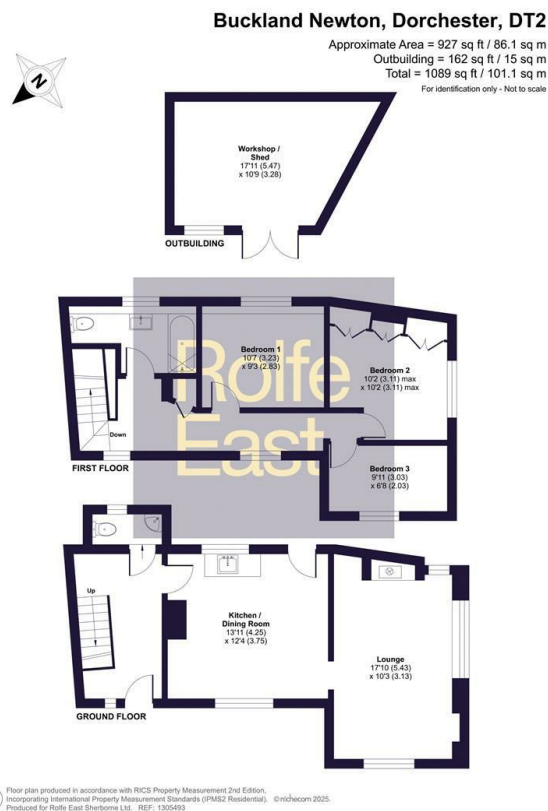 Buckland Newton, Dorchester, DT2
Approximate Area = 927 sq ft / 86.1 sq m
Outbuilding = 162 sq ft / 15 sq m
Total = 1089 sq ft / 101.1 sq m
For identification only - Not to scale
N
Workshop /
Shed
17'11 (5.47)
x 10'9 (3.28)
OUTBUILDING
Rolfe
East
Bedroom 1
10'7 (3.23)
x 9'3 (2.83)
Bedroom 2
10'2 (3.11) max
x 10'2 (3.11) max
Down
FIRST FLOOR
Bedroom 3
9'11 (3.03)
x 6'8 (2.03)
Up
Kitchen /
Dining Room
13'11 (4.25)
x 12'4 (3.75)
Lounge
17'10 (5.43)
x 10'3 (3.13)
GROUND FLOOR
Floor plan produced in accordance with RICS Property Measurement 2nd Edition,
Incorporating International Property Measurement Standards (IPMS2 Residential). ©nichecom 2025.
Produced for Rolfe East Sherborne Ltd. REF: 1305493